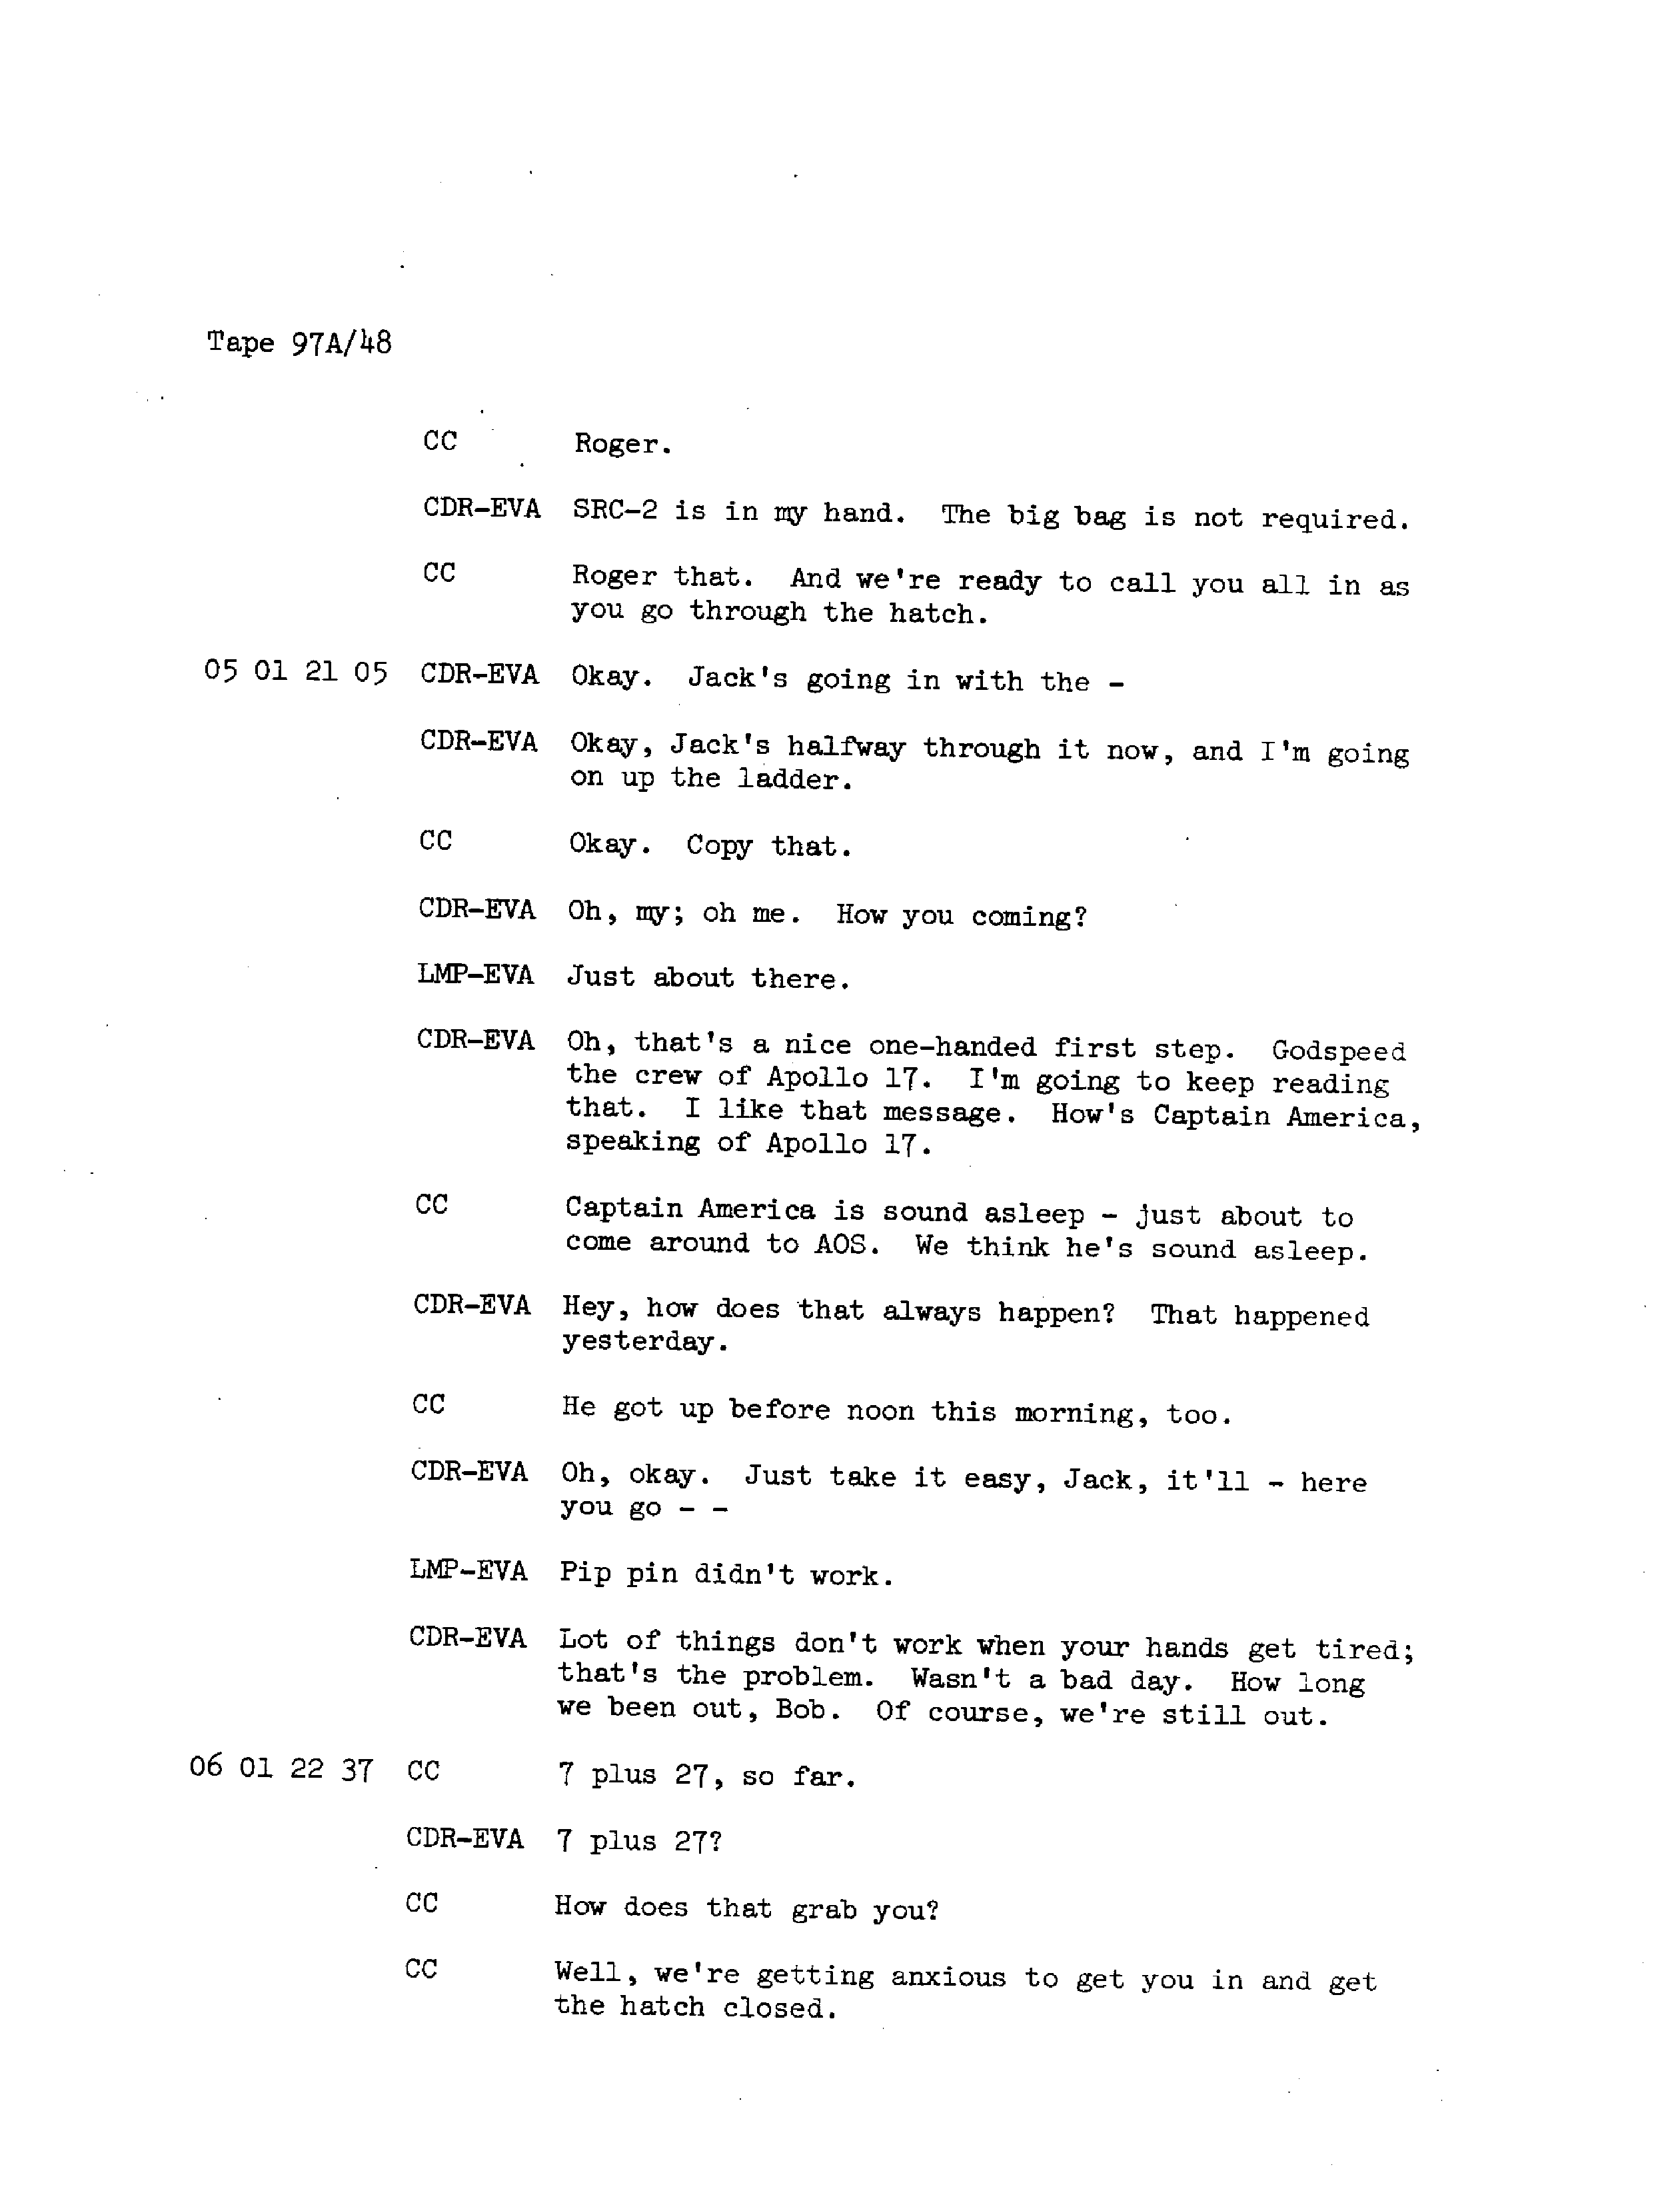 Tape 97A/48
CC Roger.
CDR-EVA SRC-2 is in my hand. The big bag is not required.
CC Roger that. And we're ready to call you all in as
you go through the hatch.
05 01 21 05 CDR-EVA Okay. Jack's going in with the -
CDR-EVA Okay, Jack's halfway through it now, and I'm going
on up the ladder.
CC Okay. Copy that.
CDR-EVA Oh, my; oh me. How you coming?
LMP-EVA Just about there.
CDR-EVA Oh, that's a nice one-handed first step. Godspeed
the crew of Apollo 17. I'm going to keep reading
that. I like that message. How's Captain America,
speaking of Apollo 17.
CC Captain America is sound asleep - just about to
come around to AOS. We think he's sound asleep.
CDR-EVA Hey, how does that always happen? That happened
yesterday.
CC He got up before noon this morning, too.
CDR-EVA Oh, okay. Just take it easy, Jack, it'll - here
you go - -
LMP-EVA Pip pin didn't work.
CDR-EVA Lot of things don't work when your hands get tired;
that's the problem. Wasn't a bad day. How long
we been out, Bob. Of course, we're still out.
06 01 22 37 CC 7 plus 27, so far.
CDR-EVA 7 plus 27?
CC How does that grab you?
CC Well, we're getting anxious to get you in and get
the hatch closed.